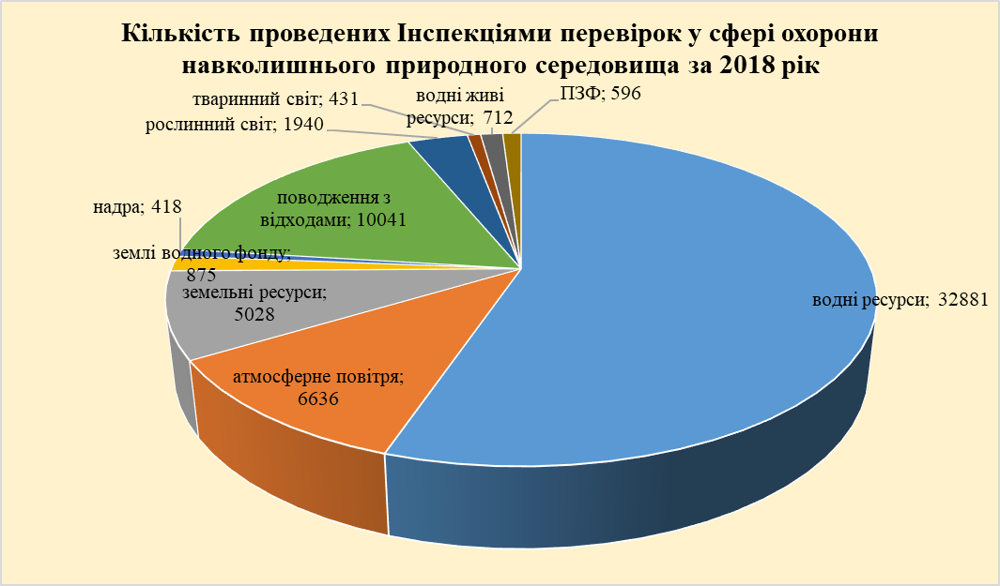 Кількість проведених Інспекціями перевірок у сфері охорони
навколишнього природного середовища за 2018 рік
тваринний світ; 431
водні живі
ресурси; 712
ПЗФ; 596
рослинний світ; 1940
поводження з
відходами; 10041
надра; 418
землі водного фонду;
875
земельні ресурси;
5028
водні ресурси; 32881
атмосферне повітря;
6636